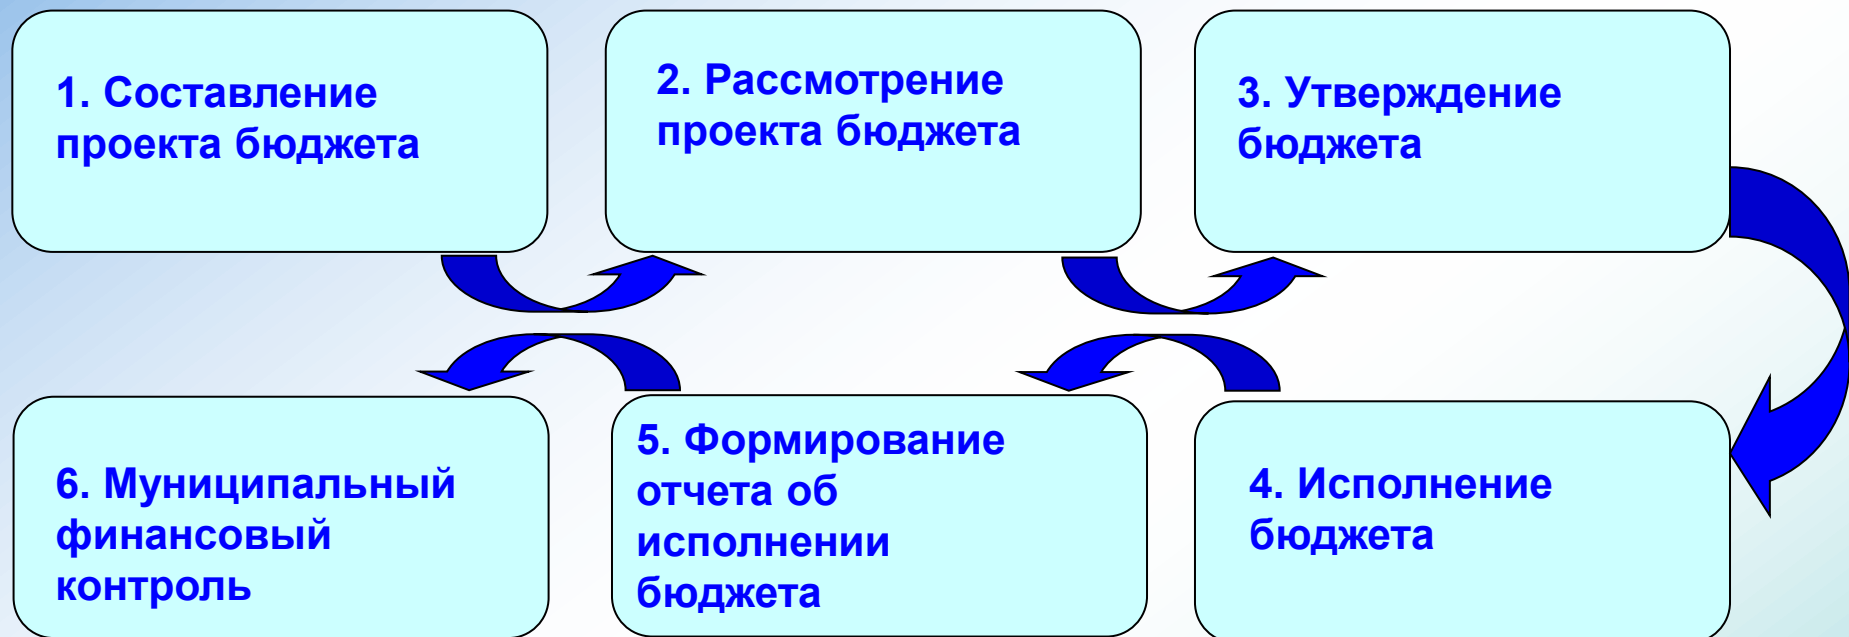 1. Составление
проекта бюджета
2. Рассмотрение
проекта бюджета
3. Утверждение
бюджета
4. Исполнение
бюджета
5. Формирование
отчета об
исполнении
бюджета
6. Муниципальный
финансовый
контроль